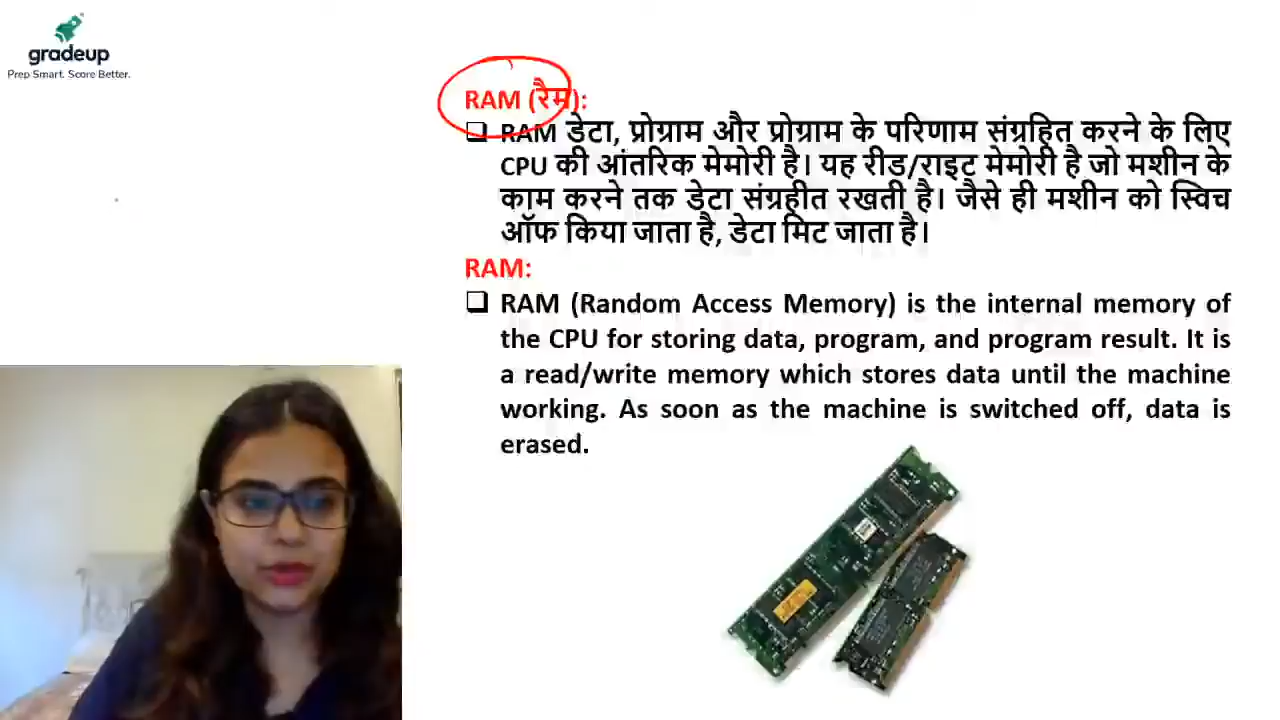 gradeup
Prep Smart. Score Better.
RAM (रैम):
❑ RAM डेटा, प्रोग्राम और प्रोग्राम के परिणाम संग्रहित करने के लिए
CPU की आंतरिक मेमोरी है। यह रीड/राइट मेमोरी है जो मशीन के
काम करने तक डेटा संग्रहीत रखती है। जैसे ही मशीन को स्विच
ऑफ किया जाता है, डेटा मिट जाता है।
RAM:
❑ RAM (Random Access Memory) is the internal memory of
the CPU for storing data, program, and program result. It is
a read/write memory which stores data until the machine
working. As soon as the machine is switched off, data is
erased.